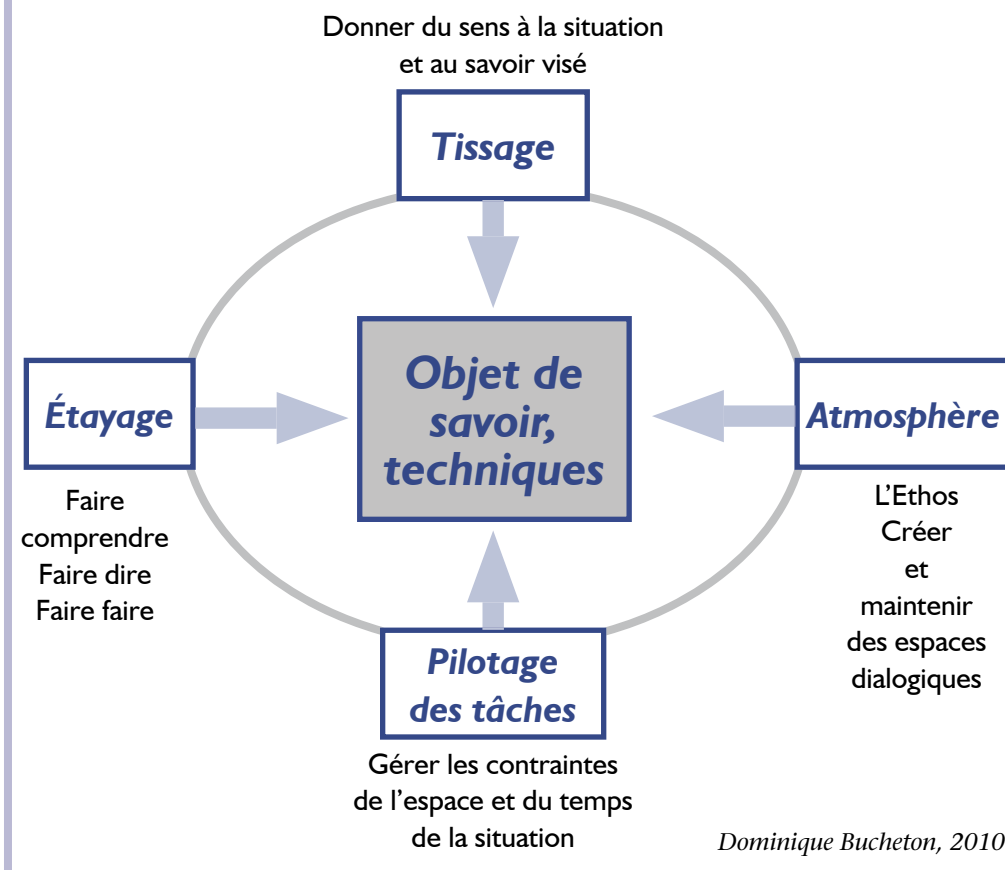 Donner du sens à la situation
et au savoir visé
Tissage
Objet de
savoir,
techniques
Étayage
Faire
comprendre
Faire dire
Faire faire
Atmosphère
L'Ethos
Créer
et
maintenir
des espaces
dialogiques
Pilotage
des tâches
Gérer les contraintes
de l'espace et du temps
de la situation
Dominique Bucheton, 2010